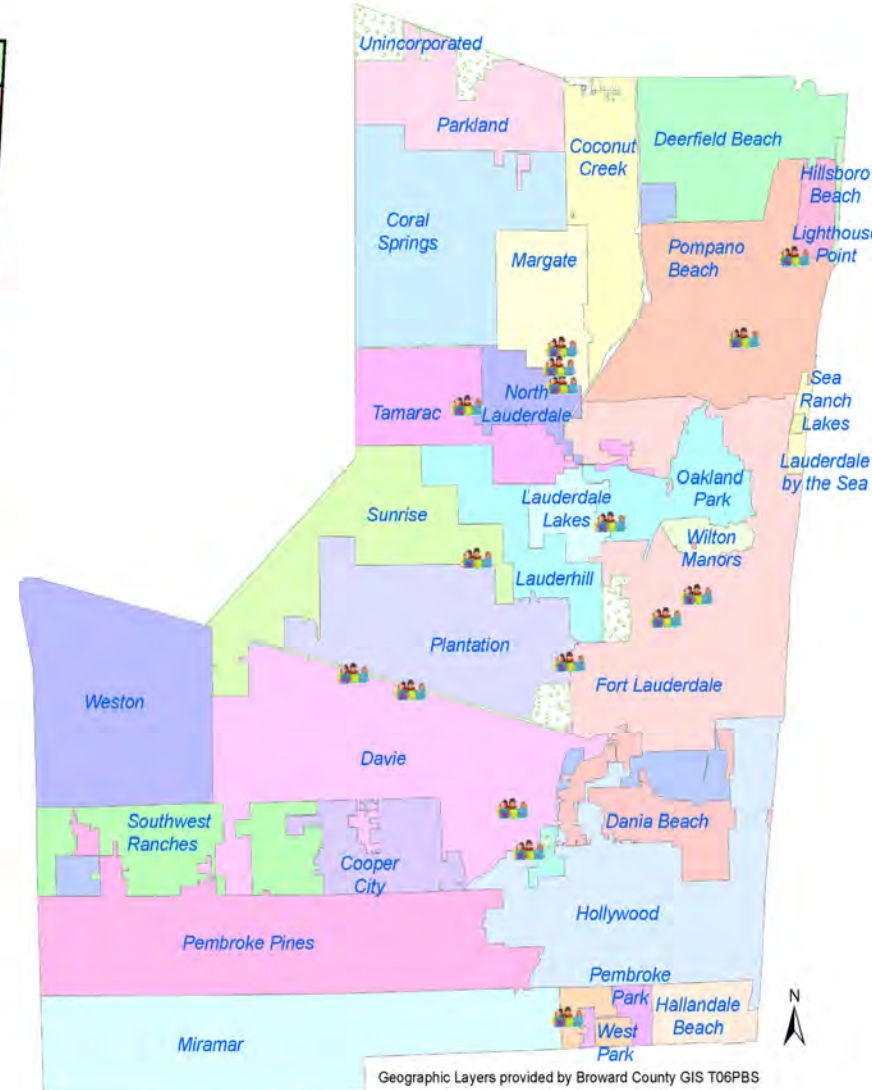 Unincorporated
Parkland
Coconut
Creek
Deerfield Beach
Hillsboro
Beach
Coral
Springs
Margate
Pompano
Beach
Lighthouse
Point
Tamarac
North
Lauderdale
Sea
Ranch
Lakes
Lauderdale
by the Sea
Sunrise
Lauderdale
Lakes
Oakland
Park
Wilton
Manors
Lauderhill
Plantation
Weston
Fort Lauderdale
Davie
Southwest
Ranches
Cooper
City
Dania Beach
Hollywood
Pembroke Pines
Pembroke
Park
Hallandale
Beach
West
Park
Miramar
N
Geographic Layers provided by Broward County GIS T06PBS